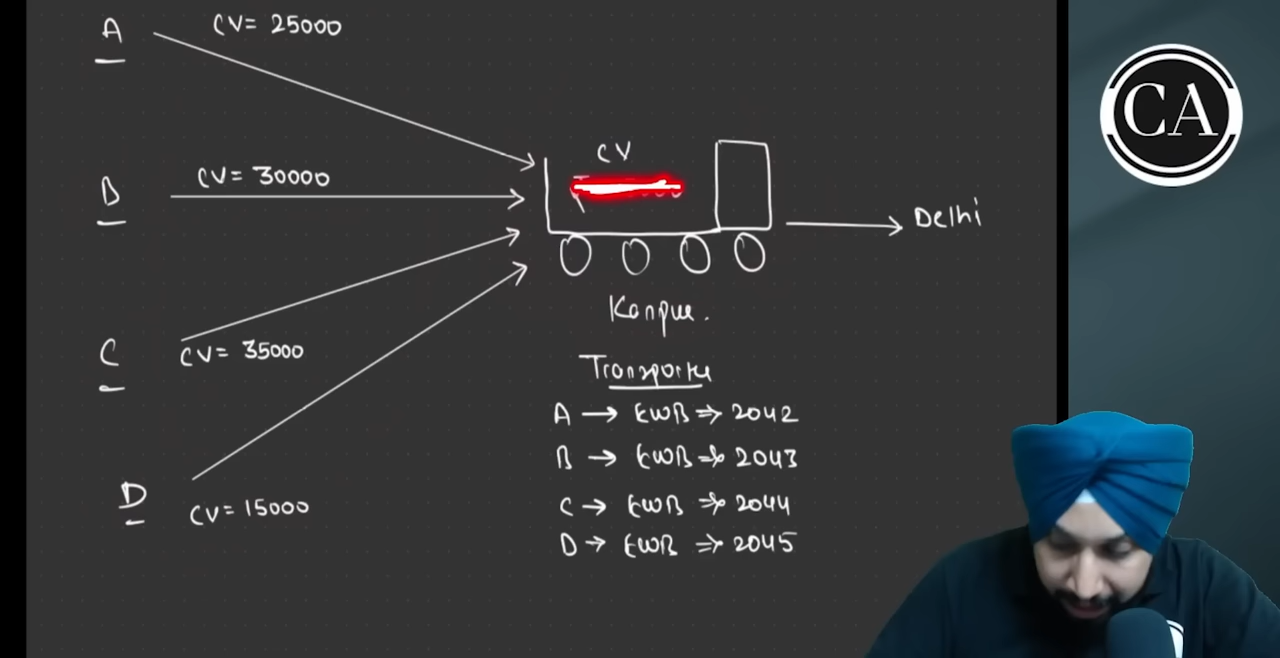 A CV= 25000
CA
CV
B CV= 30000
Delhi
Kanpur.
C CV= 35000
Transporter
A → EWB ⇒ 2042
B → EWB ⇒ 2043
D CV= 15000
C → EWB ⇒ 2044
D → EWB ⇒ 2045